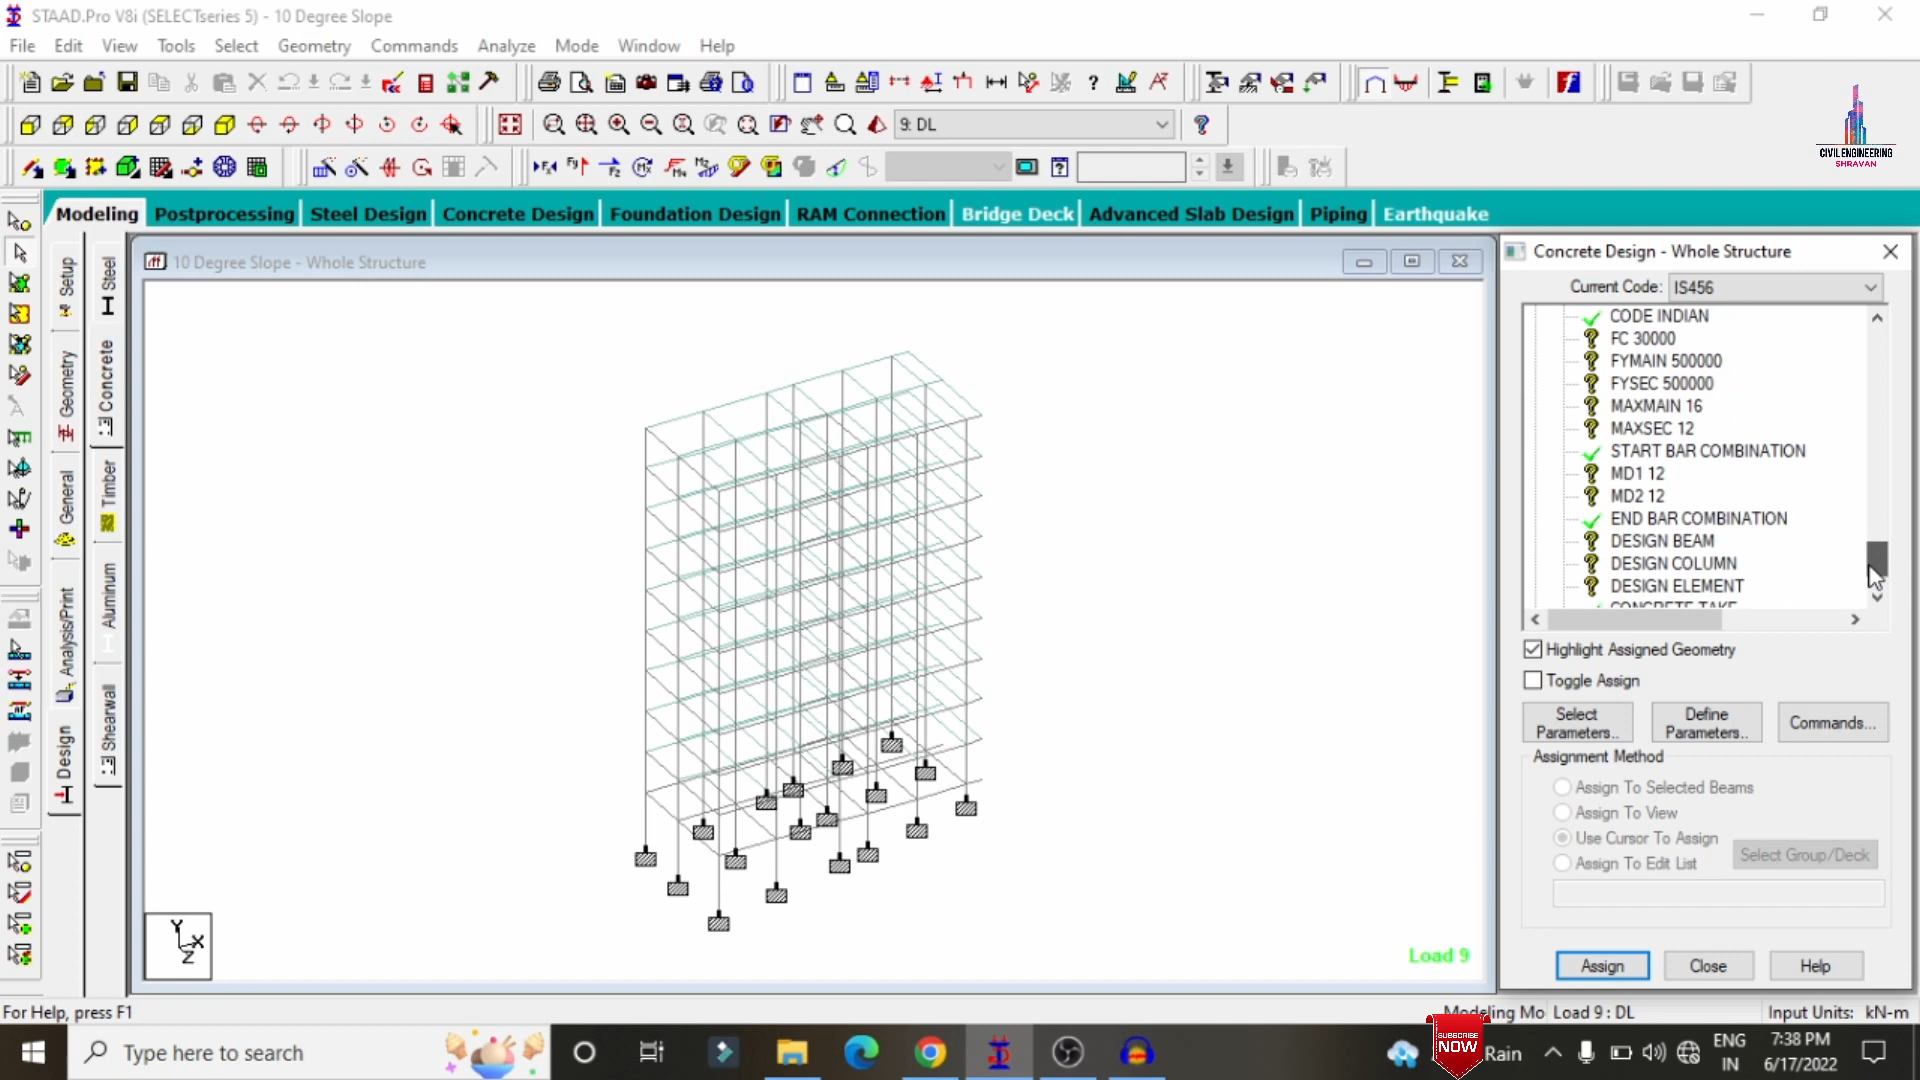 STAAD.Pro V8i (SELECTseries 5) - 10 Degree Slope
File Edit View Tools Select Geometry Commands Analyze Mode Window Help
9: DL
CIVIL ENGINEERING
SHRAVAN
Modeling Postprocessing Steel Design Concrete Design Foundation Design RAM Connection Bridge Deck Advanced Slab Design Piping Earthquake
Setup
Geometry
General
Analysis/Print
Design
Steel
Concrete
Timber
Aluminum
Shearwall
10 Degree Slope - Whole Structure
Y
X
Z
Load 9
Concrete Design - Whole Structure
Current Code: IS456
CODE INDIAN
FC 30000
FYMAIN 500000
FYSEC 500000
MAXMAIN 16
MAXSEC 12
START BAR COMBINATION
MD1 12
MD2 12
END BAR COMBINATION
DESIGN BEAM
DESIGN COLUMN
DESIGN ELEMENT
CONCRETE TAKE
Highlight Assigned Geometry
Toggle Assign
Select Parameters..
Define Parameters..
Commands...
Assignment Method
Assign To Selected Beams
Assign To View
Use Cursor To Assign
Assign To Edit List
Select Group/Deck
Assign Close Help
For Help, press F1
Modeling Mo Load 9 : DL Input Units: kN-m
Type here to search
SUBSCRIBE
NOW
Rain
ENG
IN
7:38 PM
6/17/2022